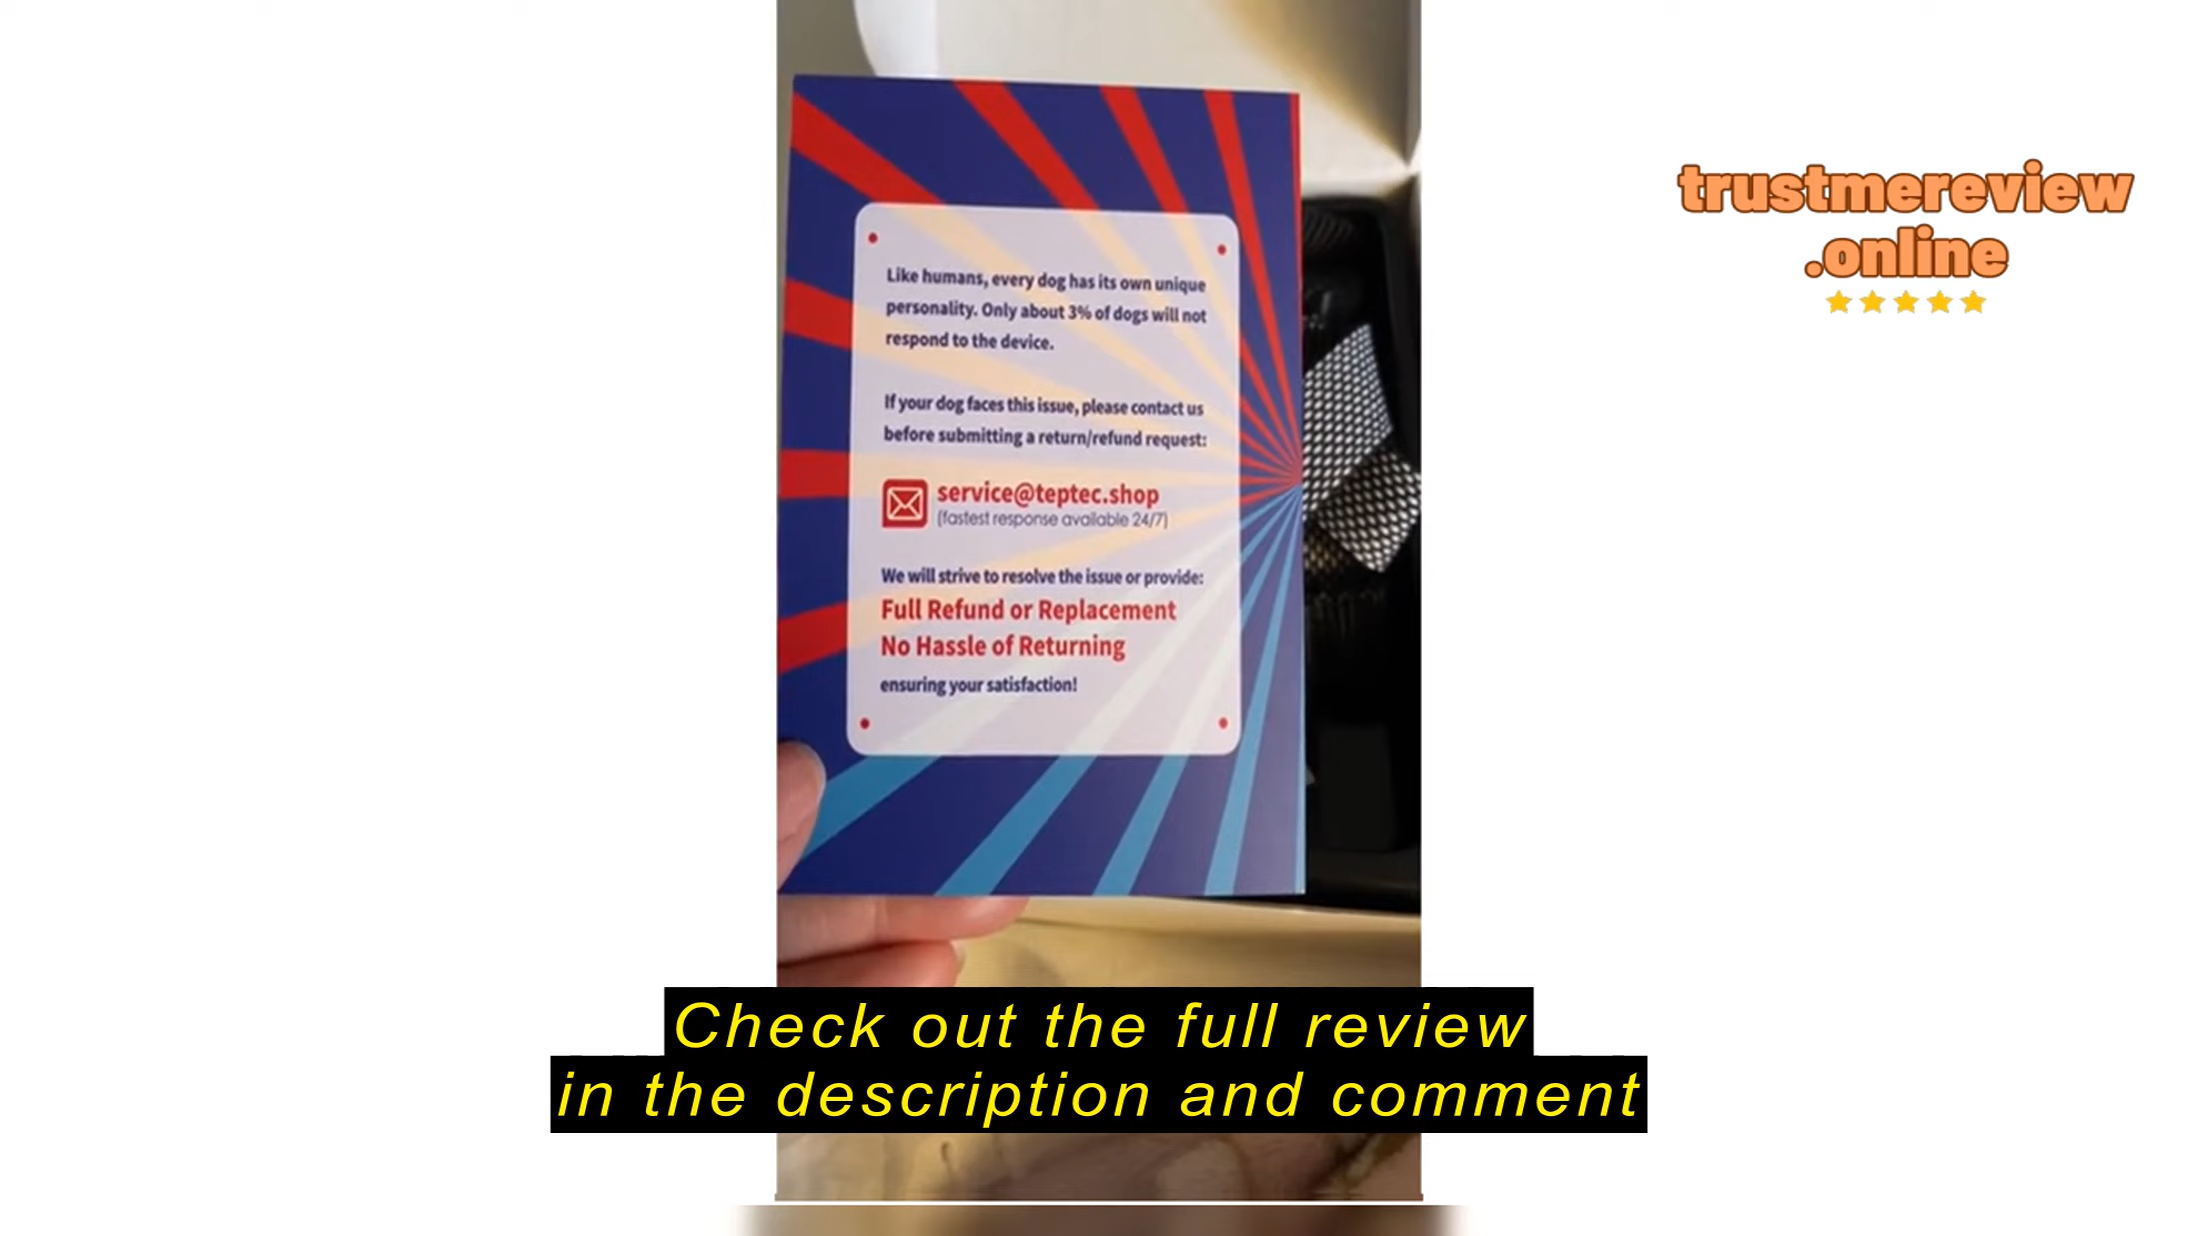 trustmereview
.online
Like humans, every dog has its own unique
personality. Only about 3% of dogs will not
respond to the device.
If your dog faces this issue, please contact us
before submitting a return/refund request:
service@teptec.shop
(fastest response available 24/7)
We will strive to resolve the issue or provide:
Full Refund or Replacement
No Hassle of Returning
ensuring your satisfaction!
Check out the full review
in the description and comment